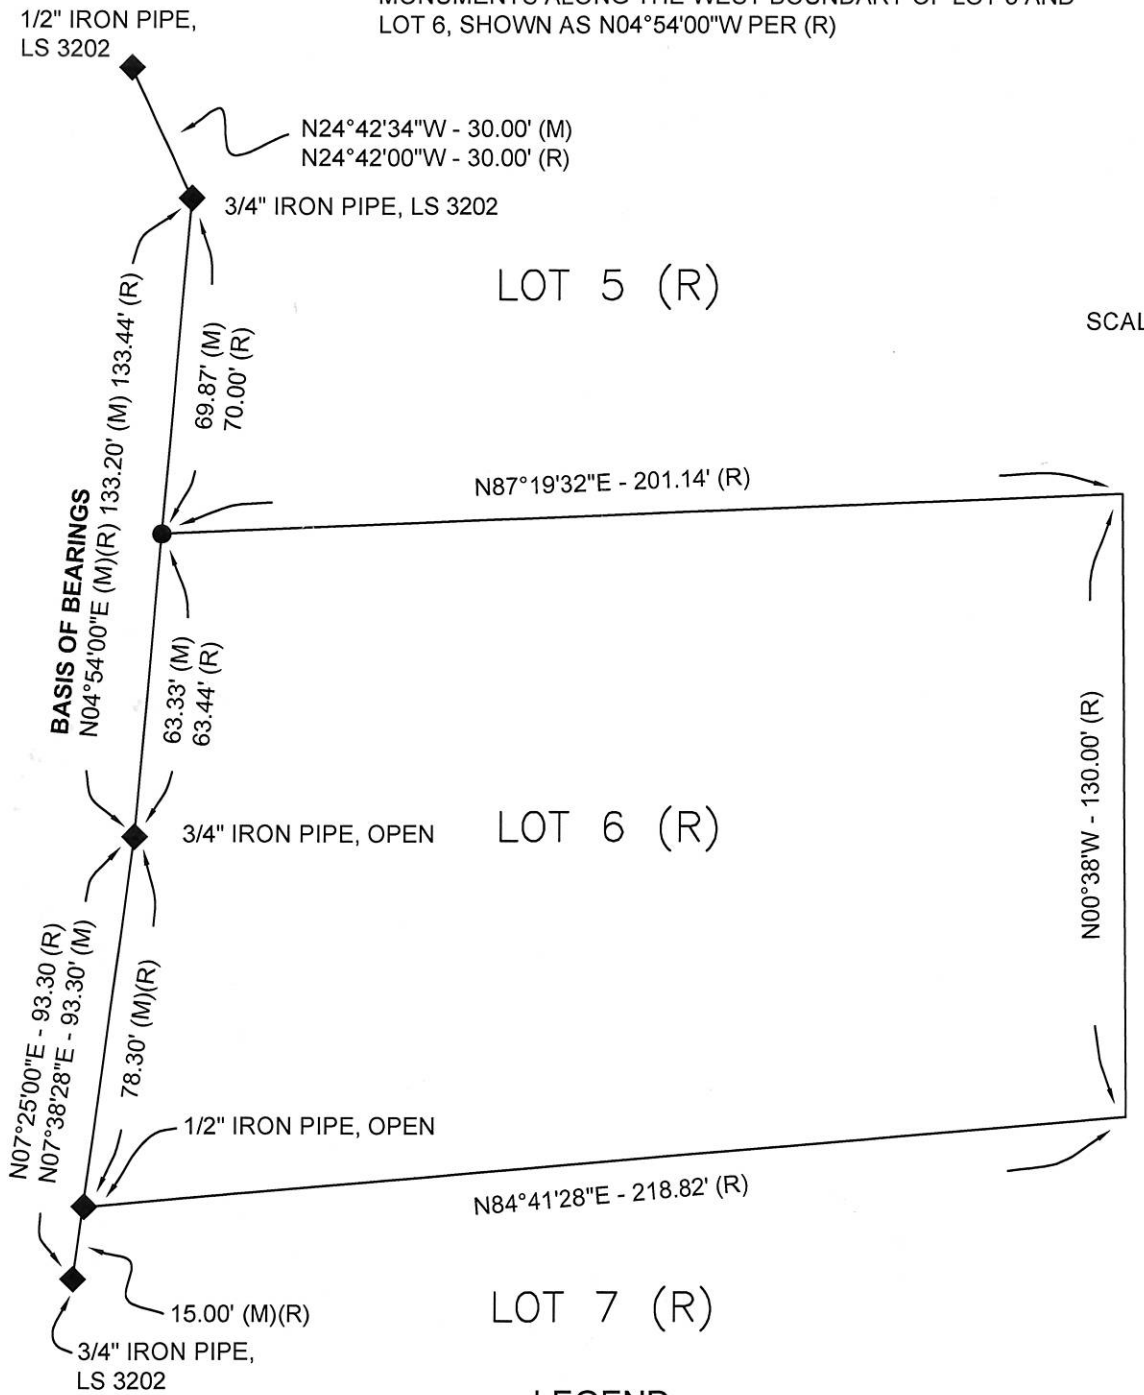 MONUMENTS ALONG THE WEST BOUNDARY OF LOT 5 AND
LOT 6, SHOWN AS N04°54'00"W PER (R)
1/2" IRON PIPE,
LS 3202
N24°42'34"W - 30.00' (M)
N24°42'00"W - 30.00' (R)
3/4" IRON PIPE, LS 3202
LOT 5 (R)
69.87' (M)
70.00' (R)
N87°19'32"E - 201.14' (R)
BASIS OF BEARINGS
N04°54'00"E (M)(R) 133.20' (M) 133.44' (R)
63.33' (M)
63.44' (R)
N00°38'W - 130.00' (R)
3/4" IRON PIPE, OPEN
LOT 6 (R)
N07°25'00"E - 93.30 (R)
N07°38'28"E - 93.30' (M)
78.30' (M)(R)
1/2" IRON PIPE, OPEN
N84°41'28"E - 218.82' (R)
15.00' (M)(R)
LOT 7 (R)
3/4" IRON PIPE,
LS 3202
LEGEND